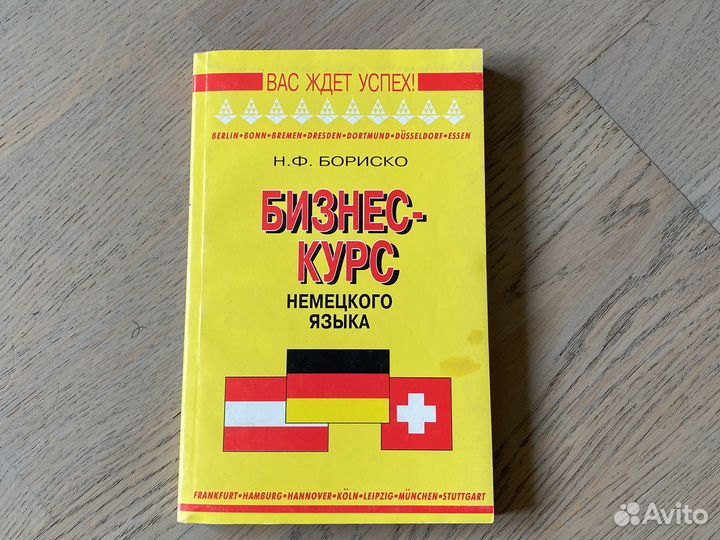 ВАС ЖДЕТ УСПЕХ!
BERLIN•BONN•BREMEN•DRESDEN•DORTMUND•DÜSSELDORF•ESSEN
Н.Ф. БОРИСКО
БИЗНЕС-
КУРС
НЕМЕЦКОГО
ЯЗЫКА
FRANKFURT•HAMBURG•HANNOVER•KÖLN•LEIPZIG•MÜNCHEN•STUTTGART
Avito